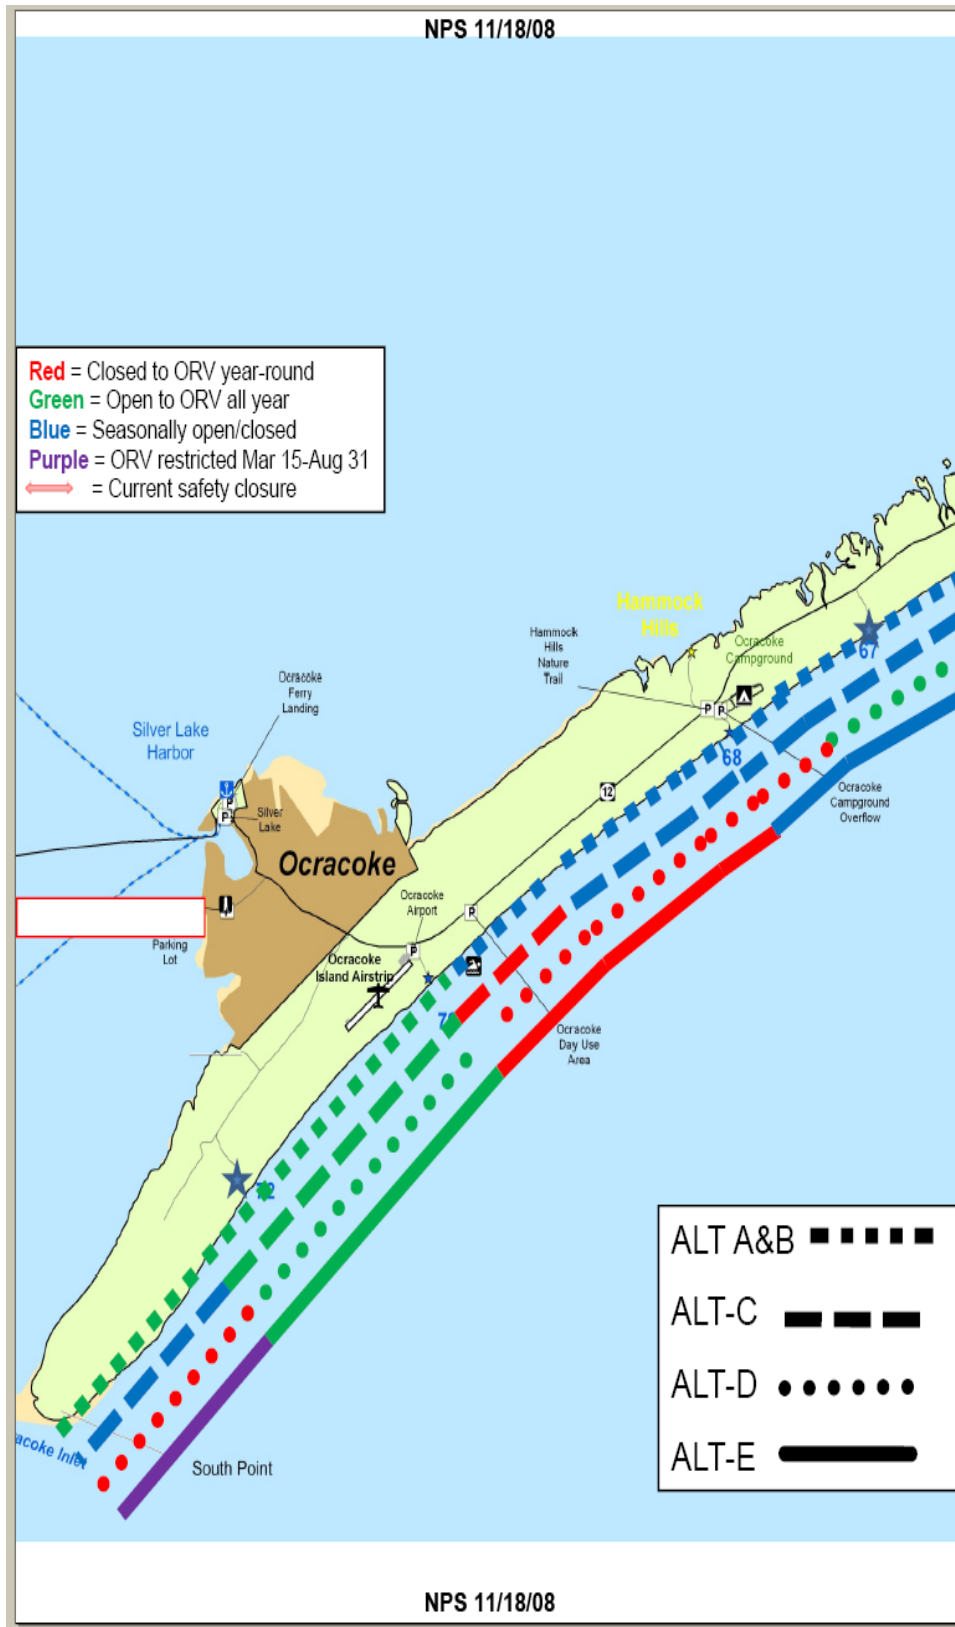 NPS 11/18/08
Red = Closed to ORV year-round
Green = Open to ORV all year
Blue = Seasonally open/closed
Purple = ORV restricted Mar 15-Aug 31
= Current safety closure
Hammock
Hills
Hammock
Hills
Nature
Trail
Ocracoke
Campground
67
Ocracoke
Ferry
Landing
Silver Lake
Harbor
P
P
68
12
Ocracoke
Campground
Overflow
P
P
Silver
Lake
Ocracoke
Ocracoke
Airport
P
P
Parking
Lot
Ocracoke
Island Airstrip
Ocracoke
Day Use
Area
72
ALT A&B
ALT-C
ALT-D
ALT-E
acoke Inlet
South Point
NPS 11/18/08